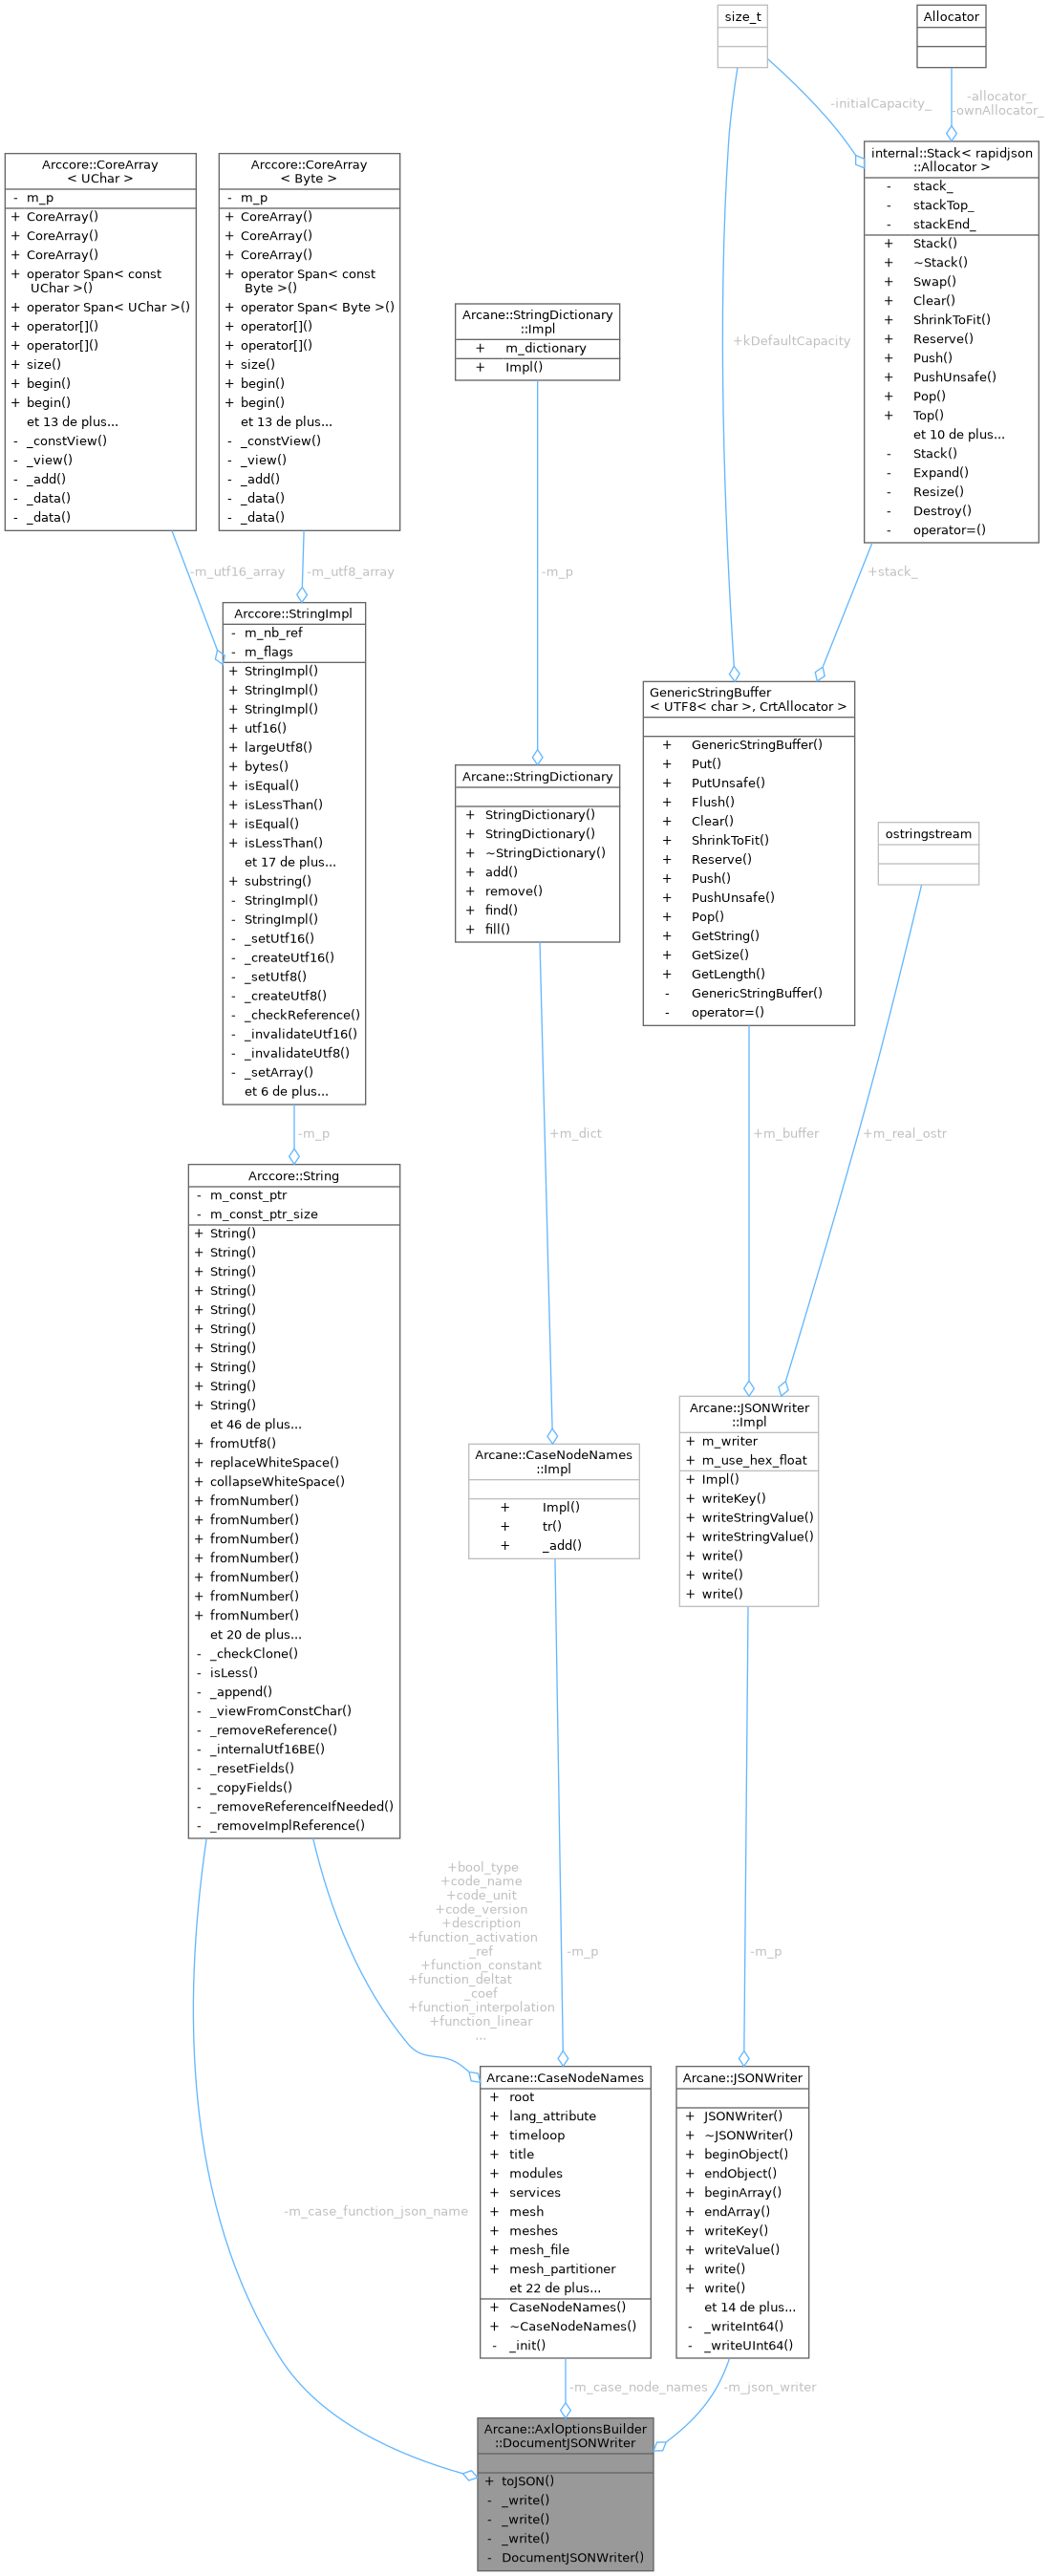 size_t
Allocator
-initialCapacity_
-allocator_
-ownAllocator_
internal::Stack< rapidjson
::Allocator >
- stack_
- stackTop_
- stackEnd_
+ Stack()
+ ~Stack()
+ Swap()
+ Clear()
+ ShrinkToFit()
+ Reserve()
+ Push()
+ PushUnsafe()
+ Pop()
+ Top()
et 10 de plus...
- Stack()
- Expand()
- Resize()
- Destroy()
- operator=()
Arccore::CoreArray
< UChar >
- m_p
+ CoreArray()
+ CoreArray()
+ CoreArray()
+ operator Span< const
UChar >()
+ operator Span< UChar >()
+ operator[]()
+ operator[]()
+ size()
+ begin()
+ begin()
et 13 de plus...
- _constView()
- _view()
- _add()
- _data()
- _data()
Arccore::CoreArray
< Byte >
- m_p
+ CoreArray()
+ CoreArray()
+ CoreArray()
+ operator Span< const
Byte >()
+ operator Span< Byte >()
+ operator[]()
+ operator[]()
+ size()
+ begin()
+ begin()
et 13 de plus...
- _constView()
- _view()
- _add()
- _data()
- _data()
Arcane::StringDictionary
::Impl
+ m_dictionary
+ Impl()
+kDefaultCapacity
-m_utf16_array
-m_utf8_array
-m_p
+stack_
Arccore::StringImpl
- m_nb_ref
- m_flags
+ StringImpl()
+ StringImpl()
+ StringImpl()
+ utf16()
+ largeUtf8()
+ bytes()
+ isEqual()
+ isLessThan()
+ isEqual()
+ isLessThan()
et 17 de plus...
+ substring()
- StringImpl()
- StringImpl()
- _setUtf16()
- _createUtf16()
- _setUtf8()
- _createUtf8()
- _checkReference()
- _invalidateUtf16()
- _invalidateUtf8()
- _setArray()
et 6 de plus...
Arcane::StringDictionary
+ StringDictionary()
+ StringDictionary()
+ ~StringDictionary()
+ add()
+ remove()
+ find()
+ fill()
GenericStringBuffer
< UTF8< char >, CrtAllocator >
+ GenericStringBuffer()
+ Put()
+ PutUnsafe()
+ Flush()
+ Clear()
+ ShrinkToFit()
+ Reserve()
+ Push()
+ PushUnsafe()
+ Pop()
+ GetString()
+ GetSize()
+ GetLength()
- GenericStringBuffer()
- operator=()
ostringstream
-m_p
+m_dict
+m_buffer
+m_real_ostr
Arccore::String
- m_const_ptr
- m_const_ptr_size
+ String()
+ String()
+ String()
+ String()
+ String()
+ String()
+ String()
+ String()
+ String()
+ String()
et 46 de plus...
+ fromUtf8()
+ replaceWhiteSpace()
+ collapseWhiteSpace()
+ fromNumber()
+ fromNumber()
+ fromNumber()
+ fromNumber()
+ fromNumber()
+ fromNumber()
+ fromNumber()
et 20 de plus...
- _checkClone()
- isLess()
- _append()
- _viewFromConstChar()
- _removeReference()
- _internalUtf16BE()
- _resetFields()
- _copyFields()
- _removeReferenceIfNeeded()
- _removeImplReference()
Arcane::CaseNodeNames
::Impl
+ Impl()
+ tr()
+ _add()
Arcane::JSONWriter
::Impl
+ m_writer
+ m_use_hex_float
+ Impl()
+ writeKey()
+ writeStringValue()
+ writeStringValue()
+ write()
+ write()
+ write()
+bool_type
+code_name
+code_unit
+code_version
+description
+function_activation
_ref
+function_constant
+function_deltat
_coef
+function_interpolation
+function_linear
...
-m_p
-m_p
Arcane::CaseNodeNames
+ root
+ lang_attribute
+ timeloop
+ title
+ modules
+ services
+ mesh
+ meshes
+ mesh_file
+ mesh_partitioner
et 22 de plus...
+ CaseNodeNames()
+ ~CaseNodeNames()
- _init()
Arcane::JSONWriter
+ JSONWriter()
+ ~JSONWriter()
+ beginObject()
+ endObject()
+ beginArray()
+ endArray()
+ writeKey()
+ writeValue()
+ write()
+ write()
et 14 de plus...
- _writeInt64()
- _writeUInt64()
-m_case_function_json_name
-m_case_node_names
-m_json_writer
Arcane::AxlOptionsBuilder
::DocumentJSONWriter
+ toJSON()
- _write()
- _write()
- _write()
- DocumentJSONWriter()